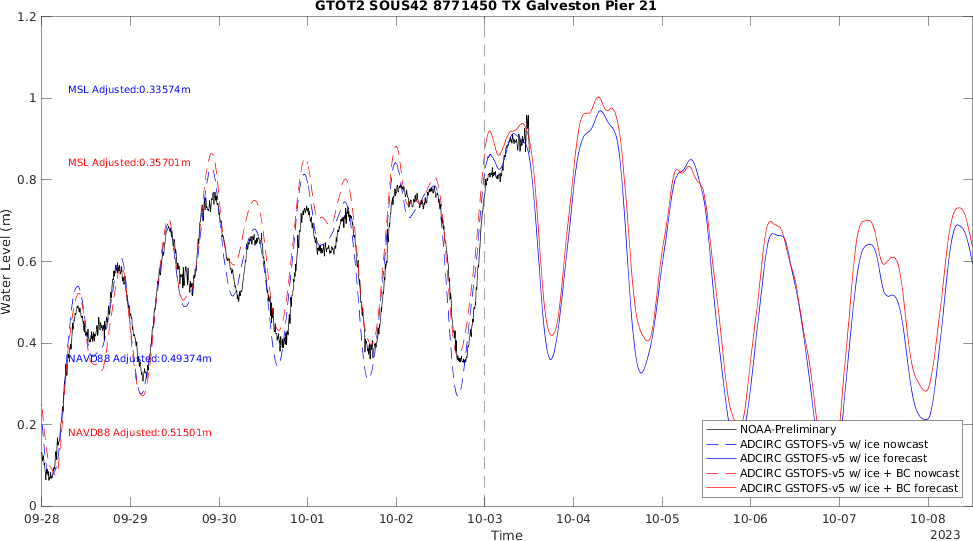 GTOT2 SOUS42 8771450 TX Galveston Pier 21
1.2
1
0.8
0.6
0.4
0.2
0
Water Level (m)
MSL Adjusted:0.33574m
MSL Adjusted:0.35701m
NAVD88 Adjusted:0.49374m
NAVD88 Adjusted:0.51501m
NOAA-Preliminary
ADCIRC GSTOFS-v5 w/ ice nowcast
ADCIRC GSTOFS-v5 w/ ice forecast
ADCIRC GSTOFS-v5 w/ ice + BC nowcast
ADCIRC GSTOFS-v5 w/ ice + BC forecast
09-28 09-29 09-30 10-01 10-02 10-03 10-04 10-05 10-06 10-07 10-08
Time
2023